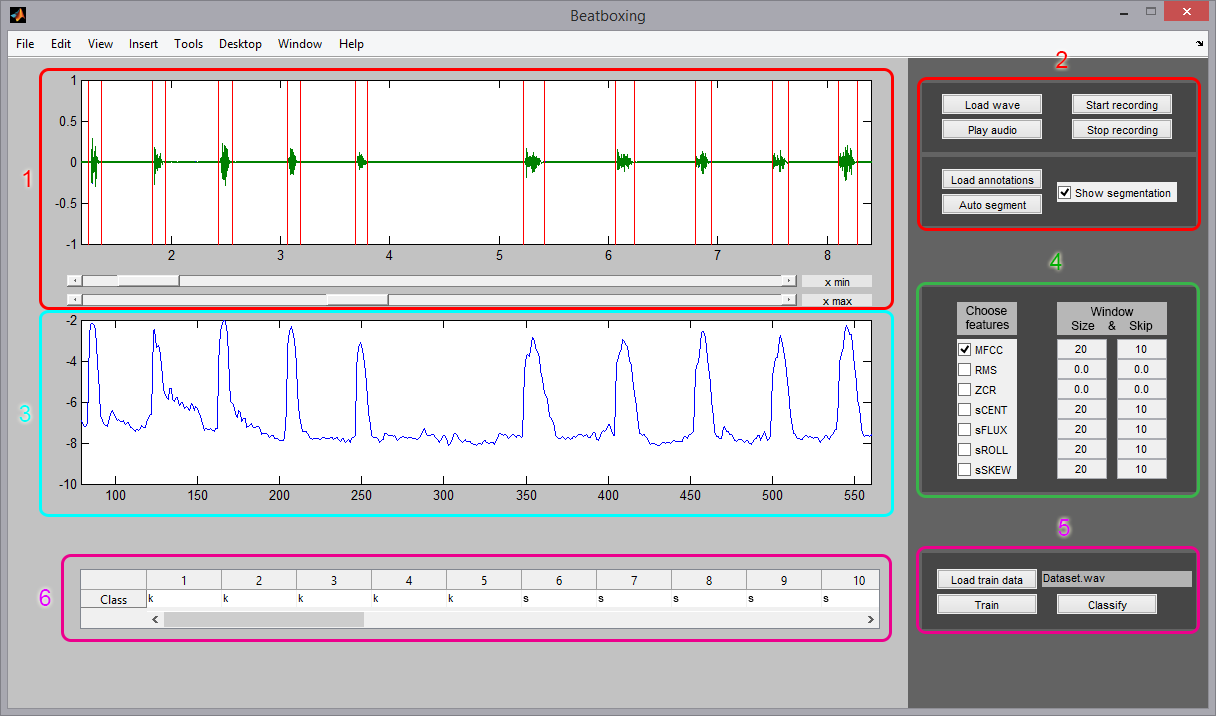 Beatboxing
File Edit View Insert Tools Desktop Window Help
1
1
0.5
0
-0.5
-1
2 3 4 5 6 7 8
x min
x max
2
Load wave Start recording
Play audio Stop recording
Load annotations
Auto segment
Show segmentation
3
-2
-4
-6
-8
-10
100 150 200 250 300 350 400 450 500 550
4
Choose features
Window
Size & Skip
MFCC 20 10
RMS 0.0 0.0
ZCR 0.0 0.0
sCENT 20 10
sFLUX 20 10
sROLL 20 10
sSKEW 20 10
5
Load train data Dataset.wav
Train Classify
6
1 2 3 4 5 6 7 8 9 10
Class k k k k k s s s s s